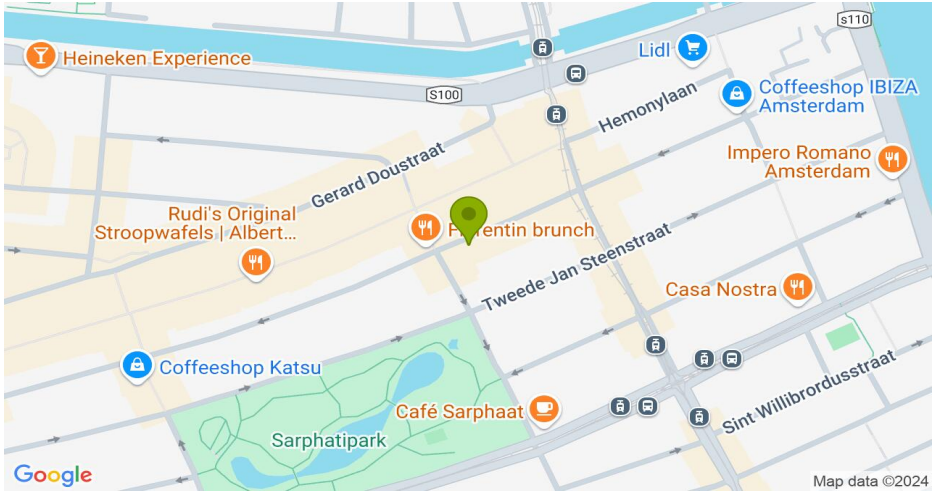 s110
Heineken Experience
Lidl
S100
Coffeeshop IBIZA
Amsterdam
Hemonylaan
Gerard Doustraat
Impero Romano
Amsterdam
Rudi's Original
Stroopwafels | Albert...
Florentin brunch
Tweede Jan Steenstraat
Casa Nostra
Coffeeshop Katsu
Café Sarphaat
Sint Willibrordusstraat
Sarphatipark
Google
Map data ©2024